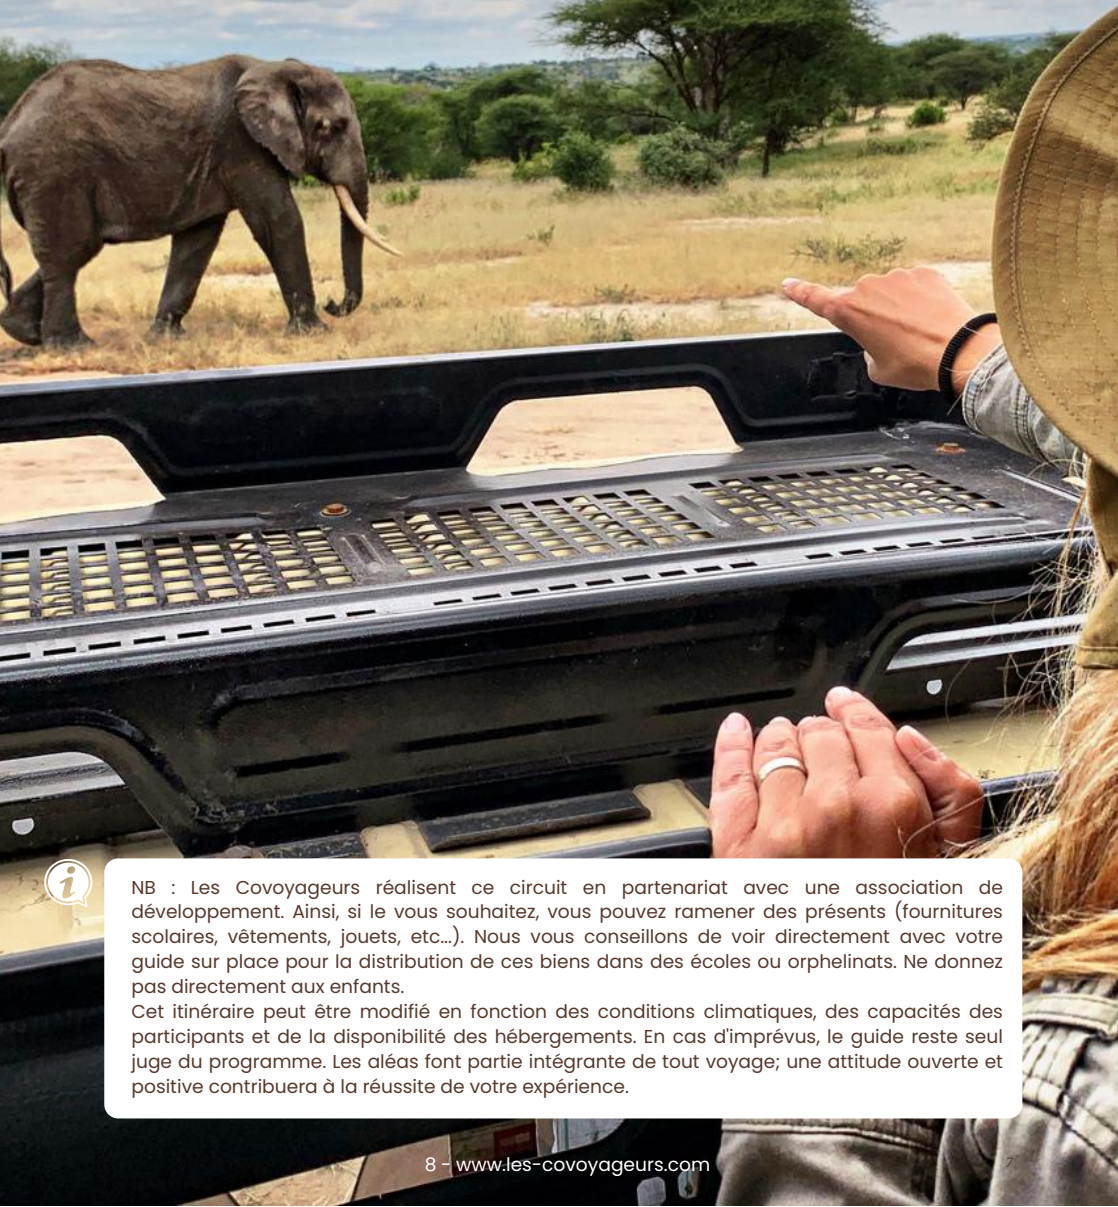 NB : Les Covoyageurs réalisent ce circuit en partenariat avec une association de
développement. Ainsi, si le vous souhaitez, vous pouvez ramener des présents (fournitures
scolaires, vêtements, jouets, etc...). Nous vous conseillons de voir directement avec votre
guide sur place pour la distribution de ces biens dans des écoles ou orphelinats. Ne donnez
pas directement aux enfants.
Cet itinéraire peut être modifié en fonction des conditions climatiques, des capacités des
participants et de la disponibilité des hébergements. En cas d'imprévus, le guide reste seul
juge du programme. Les aléas font partie intégrante de tout voyage; une attitude ouverte et
positive contribuera à la réussite de votre expérience.
8 - www.les-covoyageurs.com
7